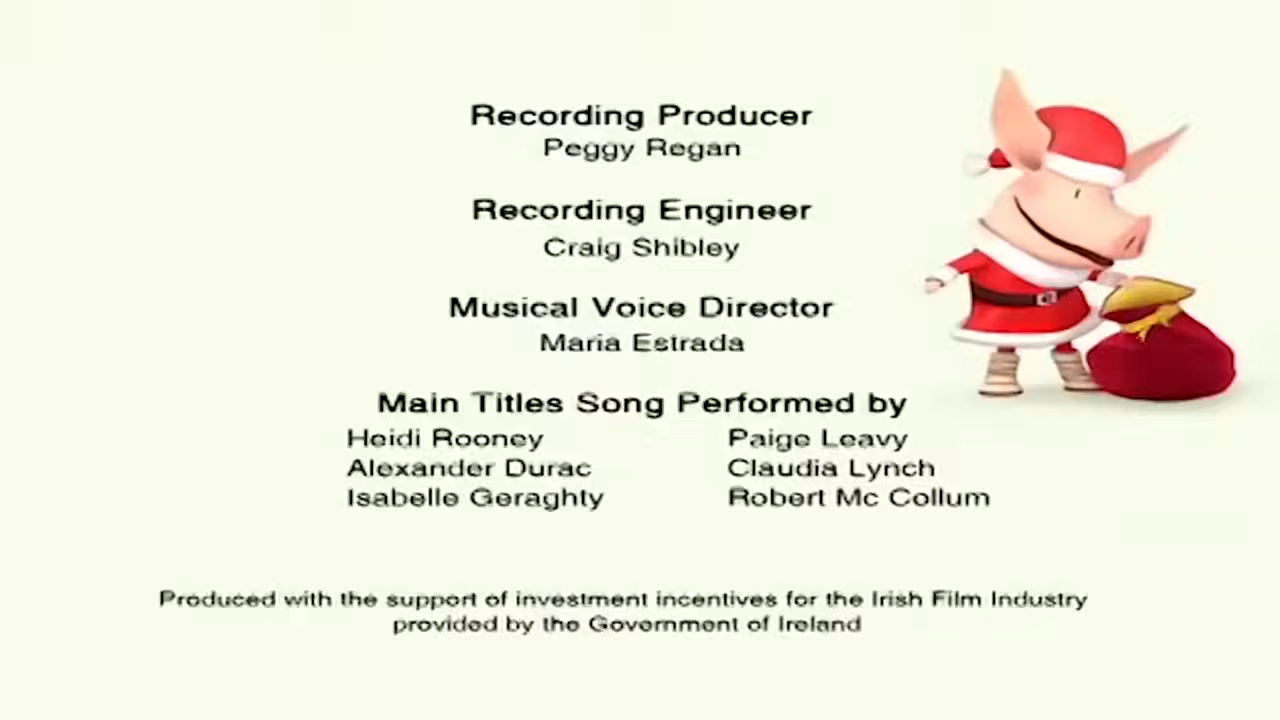 Recording Producer
Peggy Regan
Recording Engineer
Craig Shibley
Musical Voice Director
Maria Estrada
Main Titles Song Performed by
Heidi Rooney Paige Leavy
Alexander Durac Claudia Lynch
Isabelle Geraghty Robert Mc Collum
Produced with the support of investment incentives for the Irish Film Industry
provided by the Government of Ireland